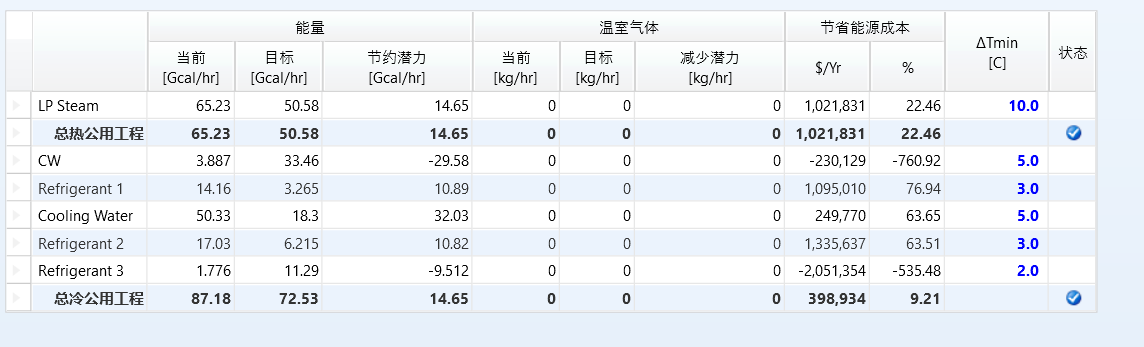 能量 温室气体 节省能源成本
当前 目标 节约潜力 当前 目标 减少潜力 $/Yr % ΔTmin 状态
[Gcal/hr] [Gcal/hr] [Gcal/hr] [kg/hr] [kg/hr] [kg/hr] [C]
LP Steam 65.23 50.58 14.65 0 0 0 1,021,831 22.46 10.0
总热公用工程 65.23 50.58 14.65 0 0 0 1,021,831 22.46
CW 3.887 33.46 -29.58 0 0 0 -230,129 -760.92 5.0
Refrigerant 1 14.16 3.265 10.89 0 0 0 1,095,010 76.94 3.0
Cooling Water 50.33 18.3 32.03 0 0 0 249,770 63.65 5.0
Refrigerant 2 17.03 6.215 10.82 0 0 0 1,335,637 63.51 3.0
Refrigerant 3 1.776 11.29 -9.512 0 0 0 -2,051,354 -535.48 2.0
总冷公用工程 87.18 72.53 14.65 0 0 0 398,934 9.21